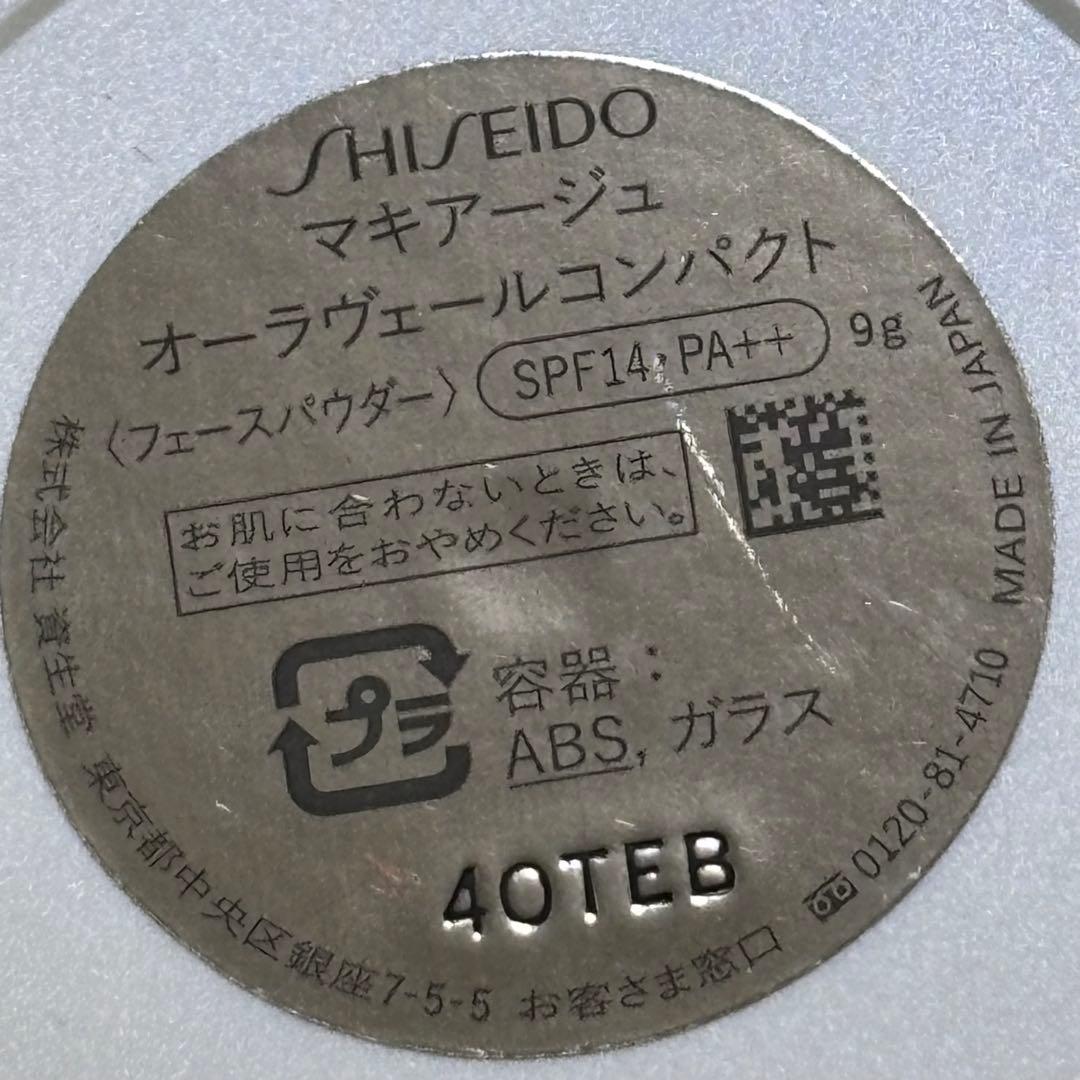 SHISEIDO
マキアージュ
オーラヴェールコンパクト
〈フェースパウダー〉 SPF14・PA++ 9g
お肌に合わないときは、
ご使用をおやめください。
プラ
容器：
ABS, ガラス
40TEB
株式会社 資生堂 東京都中央区銀座7-5-5 お客さま窓口 0120-81-4710 MADE IN JAPAN